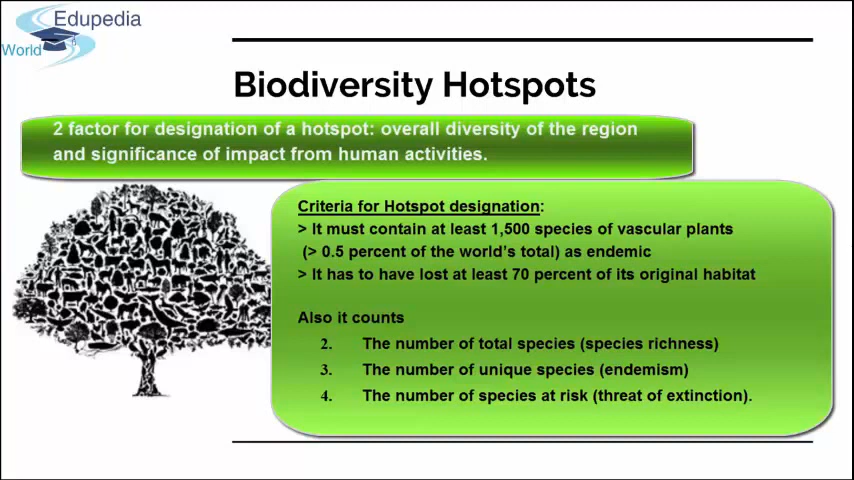 Edupedia
World
Biodiversity Hotspots
2 factor for designation of a hotspot: overall diversity of the region
and significance of impact from human activities.
Criteria for Hotspot designation:
> It must contain at least 1,500 species of vascular plants
(> 0.5 percent of the world's total) as endemic
> It has to have lost at least 70 percent of its original habitat
Also it counts
2. The number of total species (species richness)
3. The number of unique species (endemism)
4. The number of species at risk (threat of extinction).